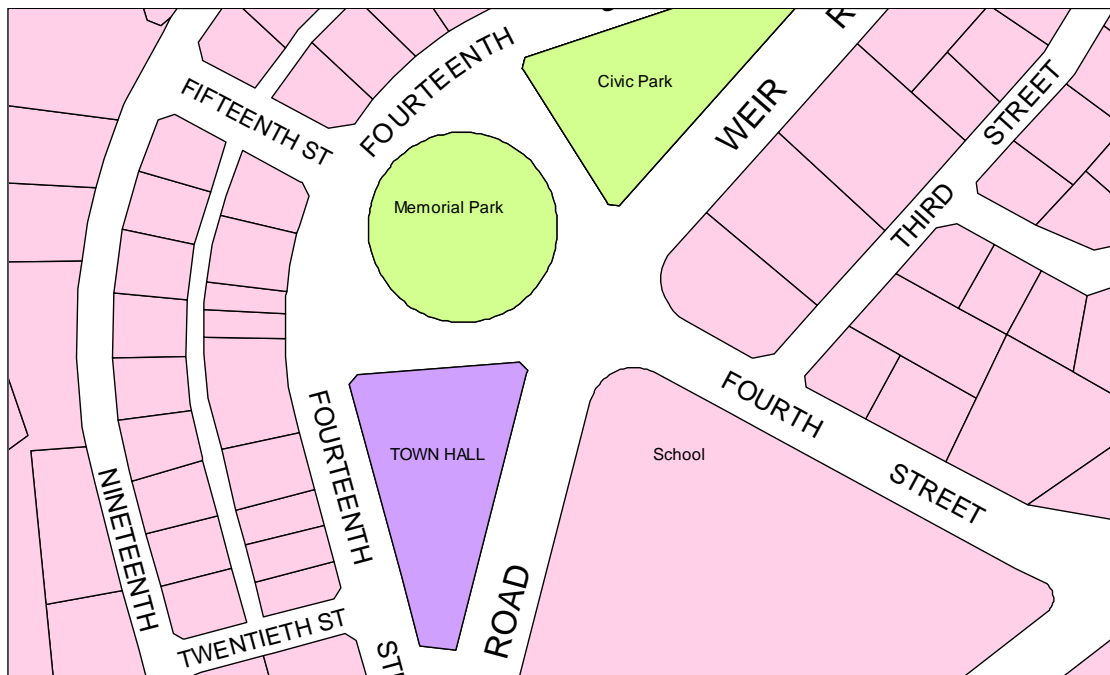 FOURTEENTH
Civic Park
FIFTEENTH ST
WEIR
STREET
Memorial Park
THIRD
FOURTH
FOURTEENTH
TOWN HALL
School
STREET
NINETEENTH
ROAD
TWENTIETH ST